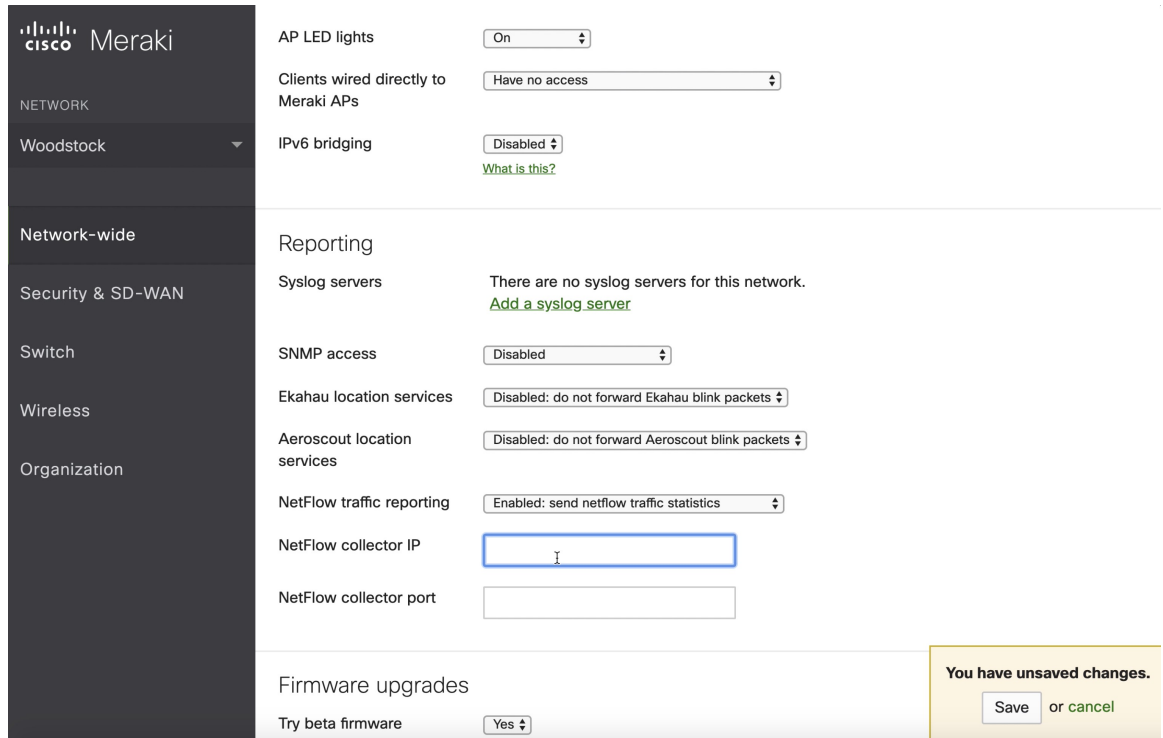 CISCO Meraki
NETWORK
Woodstock
Network-wide
Security & SD-WAN
Switch
Wireless
Organization
AP LED lights
On
Clients wired directly to
Meraki APs
Have no access
IPv6 bridging
Disabled
What is this?
Reporting
Syslog servers
There are no syslog servers for this network.
Add a syslog server
SNMP access
Disabled
Ekahau location services
Disabled: do not forward Ekahau blink packets
Aeroscout location
services
Disabled: do not forward Aeroscout blink packets
NetFlow traffic reporting
Enabled: send netflow traffic statistics
NetFlow collector IP
NetFlow collector port
Firmware upgrades
Try beta firmware
Yes
You have unsaved changes.
Save or cancel